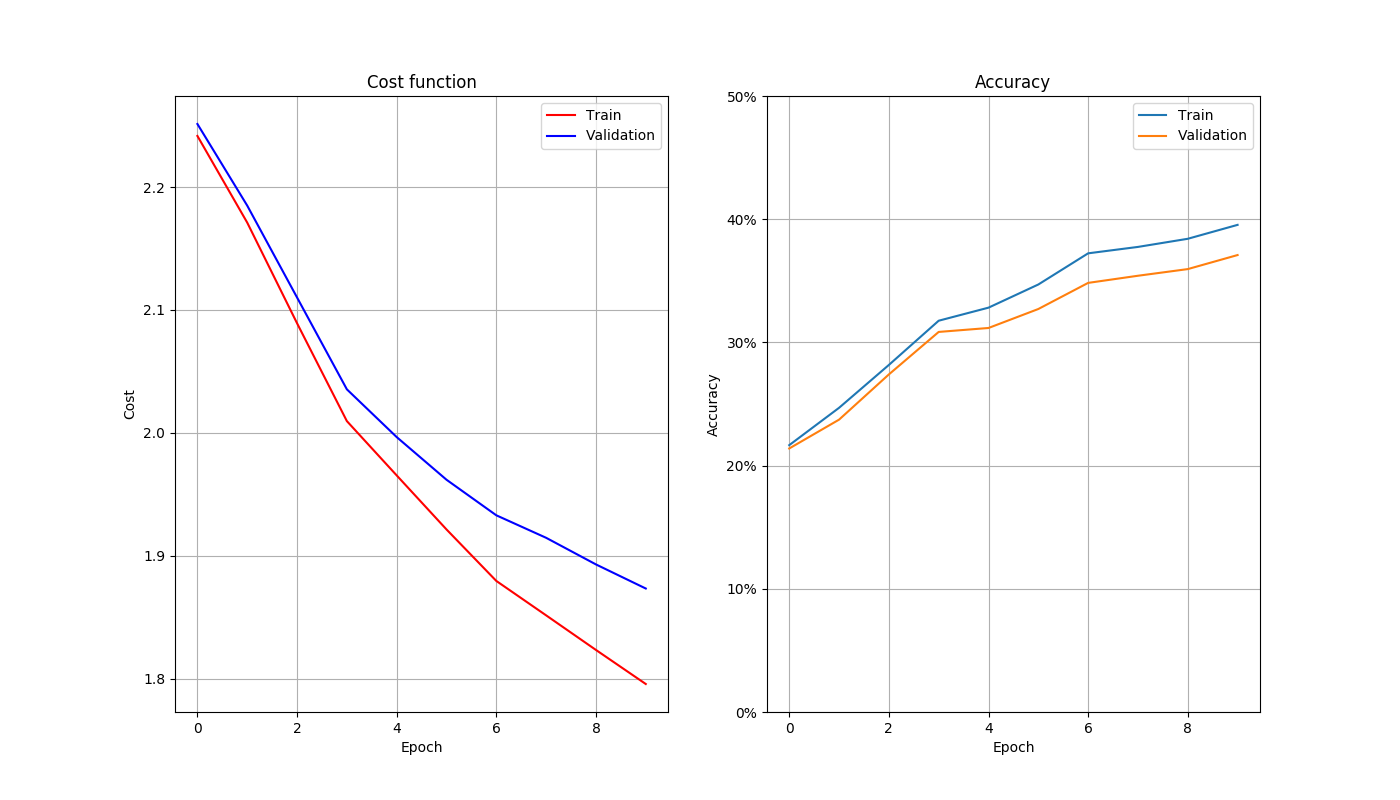 Cost function
Train
Validation
2.2
2.1
2.0
1.9
1.8
Cost
0 2 4 6 8
Epoch
Accuracy
Train
Validation
50%
40%
30%
20%
10%
0%
Accuracy
0 2 4 6 8
Epoch